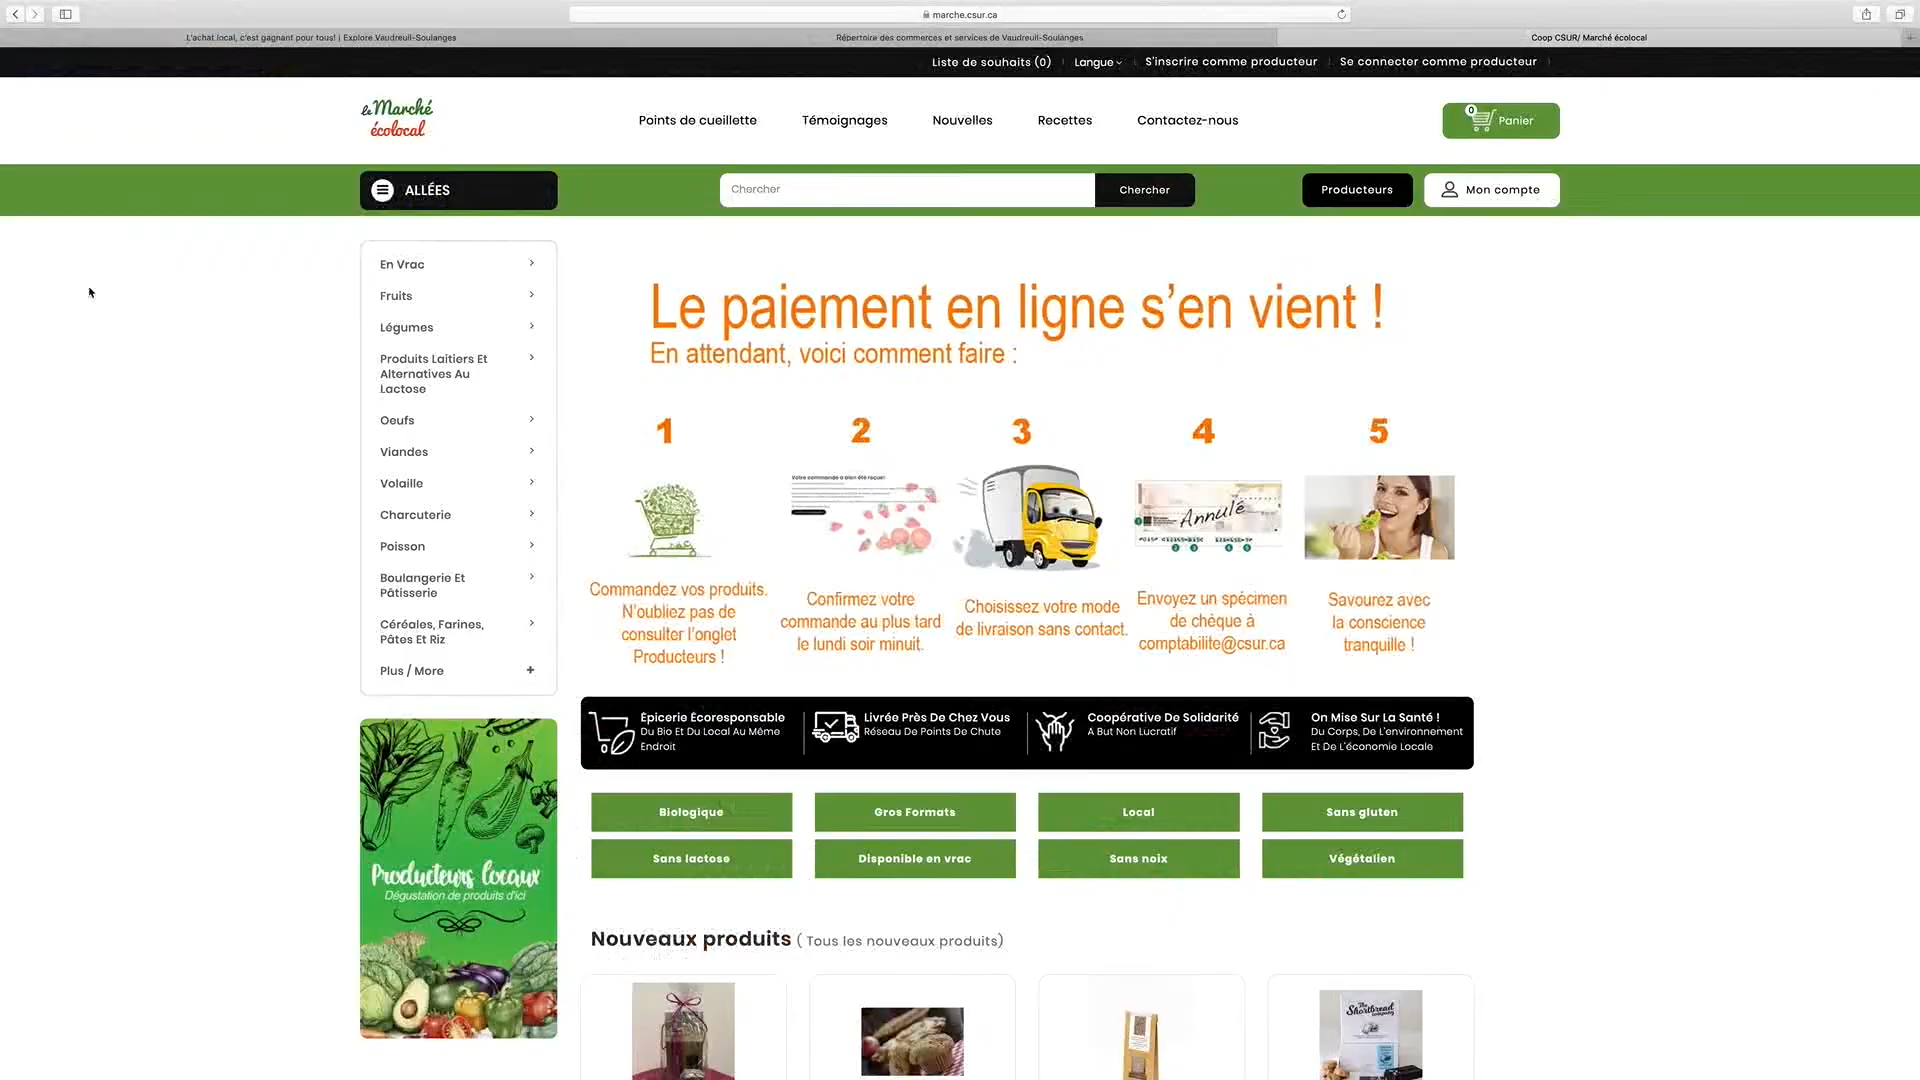 marche.csur.ca
L'achat local, c'est gagnant pour tous! | Explore Vaudreuil-Soulanges
Répertoire des commerces et services de Vaudreuil-Soulanges
Coop CSUR/ Marché écolocal
Liste de souhaits (0)
Langue
S'inscrire comme producteur
Se connecter comme producteur
le Marché
écolocal
Points de cueillette
Témoignages
Nouvelles
Recettes
Contactez-nous
0
Panier
ALLÉES
Chercher
Chercher
Producteurs
Mon compte
En Vrac
Fruits
Légumes
Produits Laitiers Et
Alternatives Au
Lactose
Oeufs
Viandes
Volaille
Charcuterie
Poisson
Boulangerie Et
Pâtisserie
Céréales, Farines,
Pâtes Et Riz
Plus / More
+
Producteurs locaux
Dégustation de produits d'ici
Le paiement en ligne s'en vient !
En attendant, voici comment faire :
1
Commandez vos produits.
N'oubliez pas de
consulter l'onglet
Producteurs !
2
Votre commande a bien été reçue!
Confirmez votre
commande au plus tard
le lundi soir minuit.
3
Choisissez votre mode
de livraison sans contact.
4
Annulé
Envoyez un spécimen
de chèque à
comptabilite@csur.ca
5
Savourez avec
la conscience
tranquille !
Épicerie Écoresponsable
Du Bio Et Du Local Au Même
Endroit
Livrée Près De Chez Vous
Réseau De Points De Chute
Coopérative De Solidarité
A But Non Lucratif
On Mise Sur La Santé !
Du Corps, De L'environnement
Et De L'économie Locale
Biologique
Gros Formats
Local
Sans gluten
Sans lactose
Disponible en vrac
Sans noix
Végétalien
Nouveaux produits ( Tous les nouveaux produits)
The
Shortbread
company